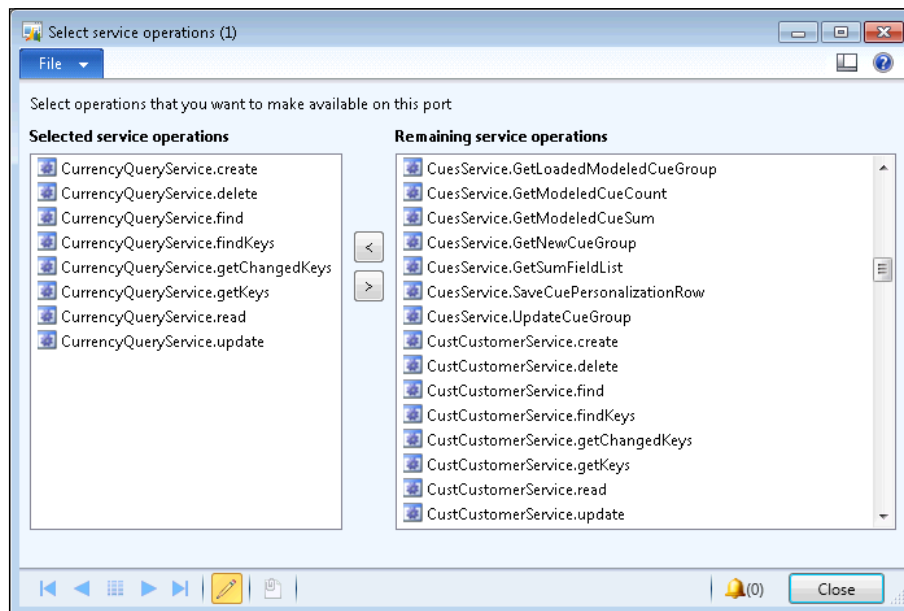 Select service operations (1)
File
Select operations that you want to make available on this port
Selected service operations
CurrencyQueryService.create
CurrencyQueryService.delete
CurrencyQueryService.find
CurrencyQueryService.findKeys
CurrencyQueryService.getChangedKeys
CurrencyQueryService.getKeys
CurrencyQueryService.read
CurrencyQueryService.update
<
>
Remaining service operations
CuesService.GetLoadedModeledCueGroup
CuesService.GetModeledCueCount
CuesService.GetModeledCueSum
CuesService.GetNewCueGroup
CuesService.GetSumFieldList
CuesService.SaveCuePersonalizationRow
CuesService.UpdateCueGroup
CustCustomerService.create
CustCustomerService.delete
CustCustomerService.find
CustCustomerService.findKeys
CustCustomerService.getChangedKeys
CustCustomerService.getKeys
CustCustomerService.read
CustCustomerService.update
(0)
Close